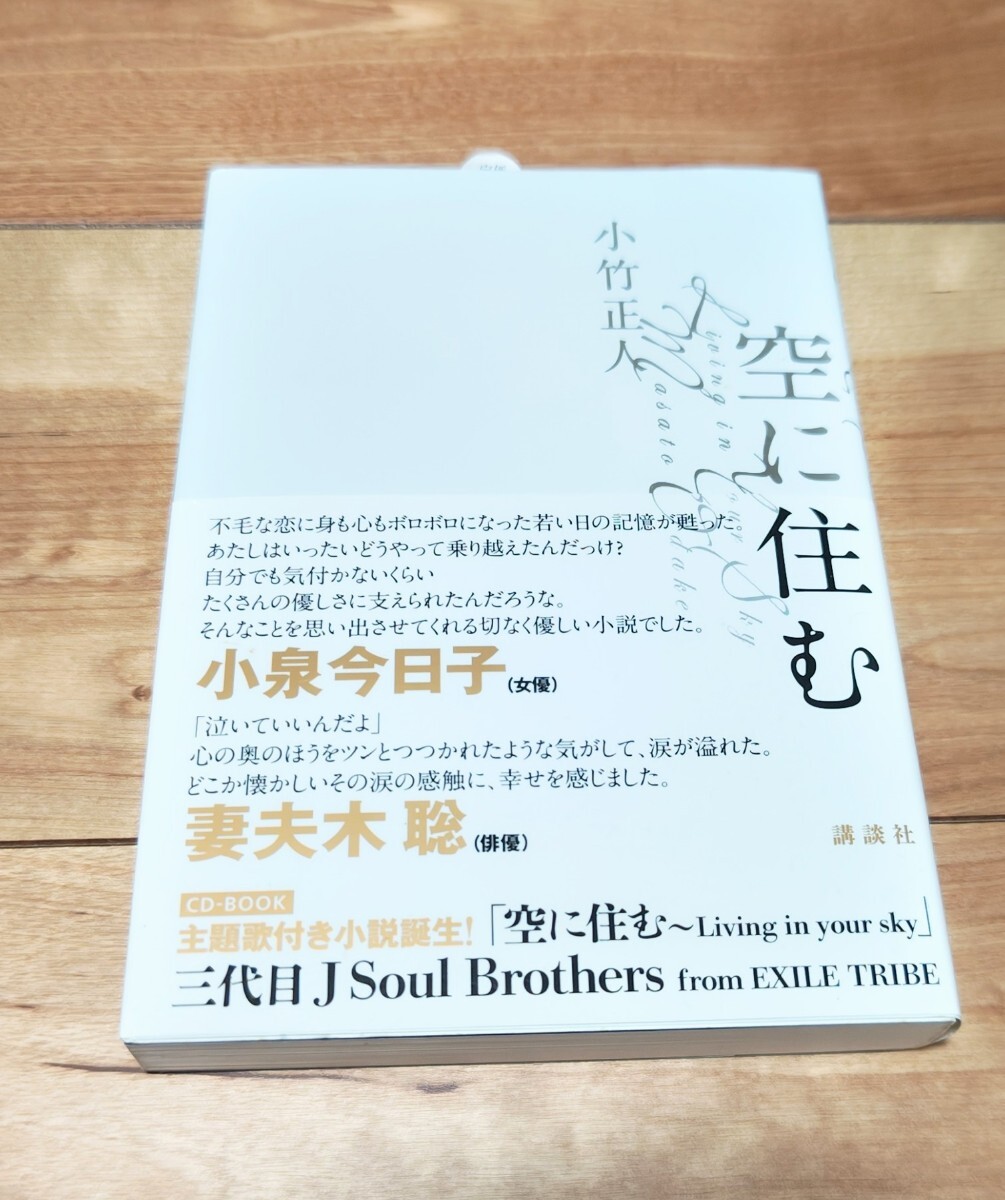 小竹正人
空に住む
Living in Your Sky
Masato Odake
不毛な恋に身も心もボロボロになった若い日の記憶が甦った。
あたしはいったいどうやって乗り越えたんだっけ?
自分でも気付かないくらい
たくさんの優しさに支えられたんだろうな。
そんなことを思い出させてくれる切なく優しい小説でした。
小泉今日子(女優)
「泣いていいんだよ」
心の奥のほうをツンとつつかれたような気がして、涙が溢れた。
どこか懐かしいその涙の感触に、幸せを感じました。
妻夫木 聡(俳優)
講談社
CD-BOOK
主題歌付き小説誕生!「空に住む〜Living in your sky」
三代目 J Soul Brothers from EXILE TRIBE